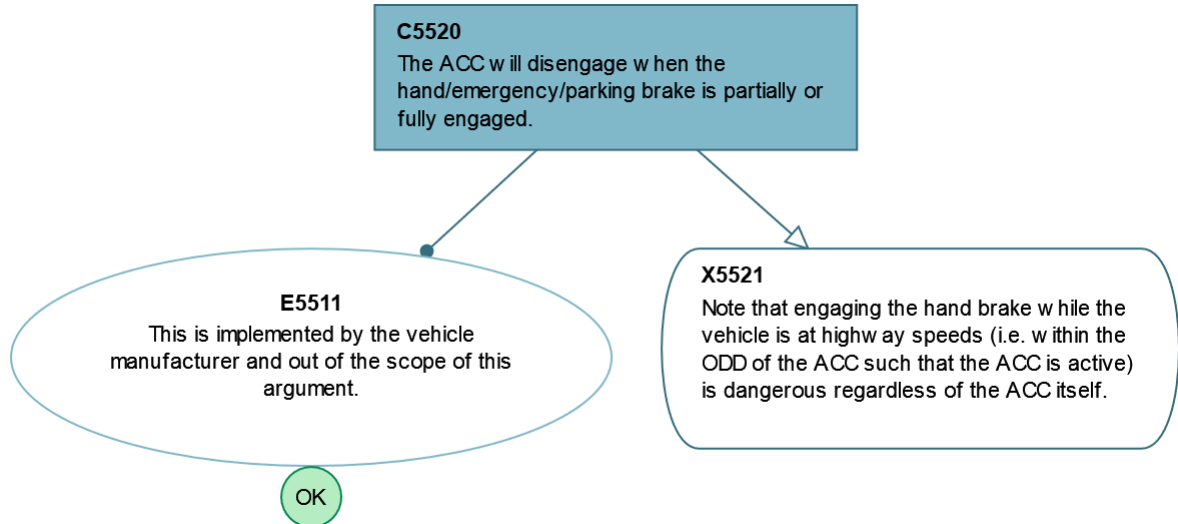 C5520
The ACC will disengage when the
hand/emergency/parking brake is partially or
fully engaged.
E5511
This is implemented by the vehicle
manufacturer and out of the scope of this
argument.
OK
X5521
Note that engaging the hand brake while the
vehicle is at highway speeds (i.e. within the
ODD of the ACC such that the ACC is active)
is dangerous regardless of the ACC itself.